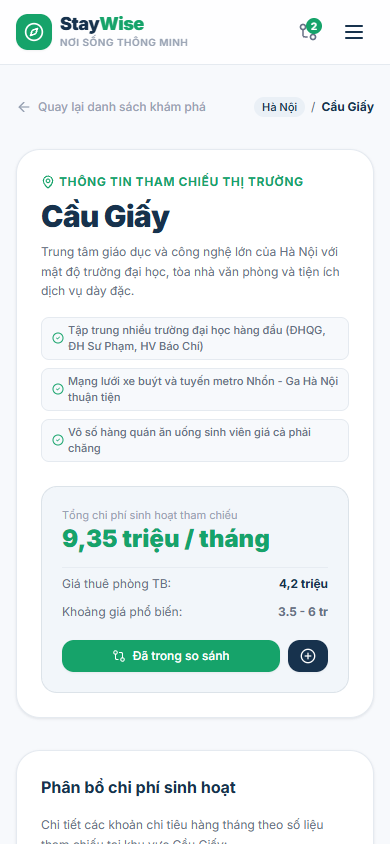 StayWise
NƠI SỐNG THÔNG MINH
2
Quay lại danh sách khám phá
Hà Nội / Cầu Giấy
THÔNG TIN THAM CHIẾU THỊ TRƯỜNG
Cầu Giấy
Trung tâm giáo dục và công nghệ lớn của Hà Nội với
mật độ trường đại học, tòa nhà văn phòng và tiện ích
dịch vụ dày đặc.
Tập trung nhiều trường đại học hàng đầu (ĐHQG,
ĐH Sư Phạm, HV Báo Chí)
Mạng lưới xe buýt và tuyến metro Nhổn - Ga Hà Nội
thuận tiện
Vô số hàng quán ăn uống sinh viên giá cả phải
chăng
Tổng chi phí sinh hoạt tham chiếu
9,35 triệu / tháng
Giá thuê phòng TB: 4,2 triệu
Khoảng giá phổ biến: 3.5 - 6 tr
Đã trong so sánh
Phân bổ chi phí sinh hoạt
Chi tiết các khoản chi tiêu hàng tháng theo số liệu
tham chiếu tại khu vực Cầu Giấy: